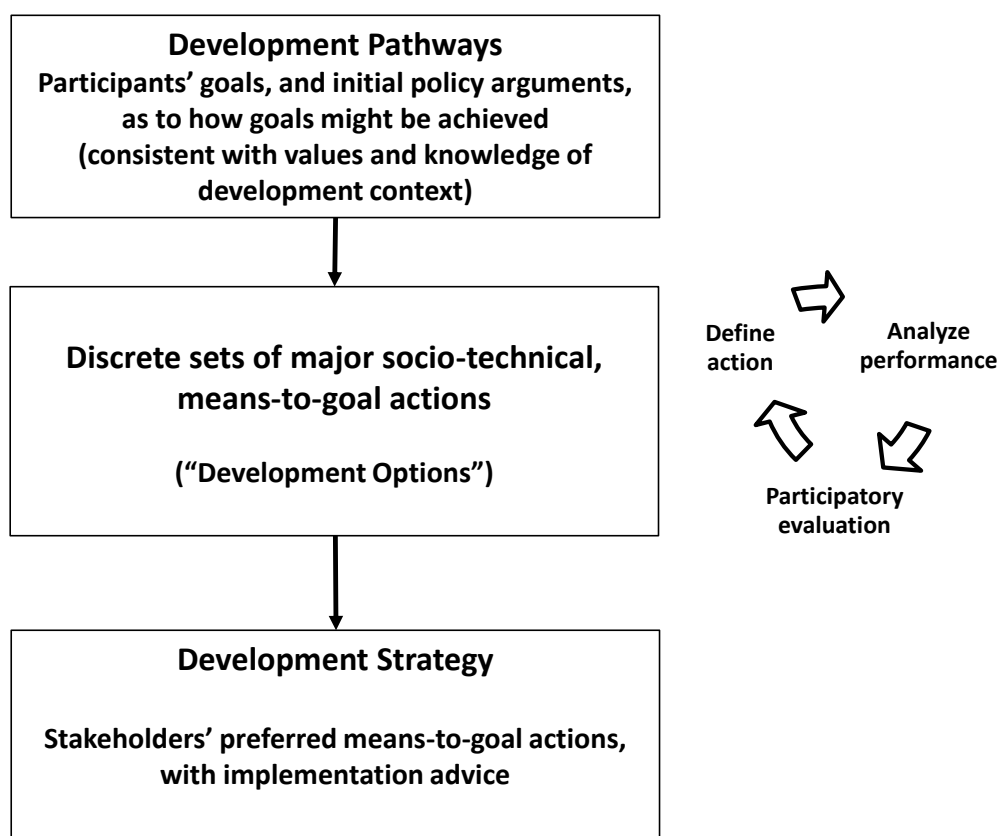 Development Pathways
Participants’ goals, and initial policy arguments,
as to how goals might be achieved
(consistent with values and knowledge of
development context)
Discrete sets of major socio-technical,
means-to-goal actions
(“Development Options”)
Define
action
Analyze
performance
Participatory
evaluation
Development Strategy
Stakeholders’ preferred means-to-goal actions,
with implementation advice